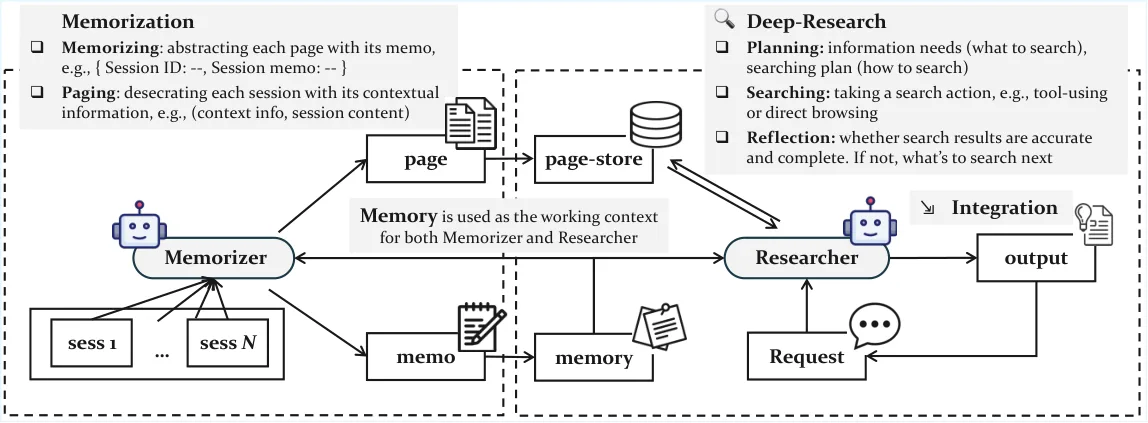 Memorization
❑ Memorizing: abstracting each page with its memo,
e.g., { Session ID: --, Session memo: -- }
❑ Paging: desecrating each session with its contextual
information, e.g., (context info, session content)
Deep-Research
❑ Planning: information needs (what to search),
searching plan (how to search)
❑ Searching: taking a search action, e.g., tool-using
or direct browsing
❑ Reflection: whether search results are accurate
and complete. If not, what's to search next
page
page-store
Memory is used as the working context
for both Memorizer and Researcher
⇲ Integration
Memorizer
Researcher
output
sess 1
...
sess N
memo
memory
Request